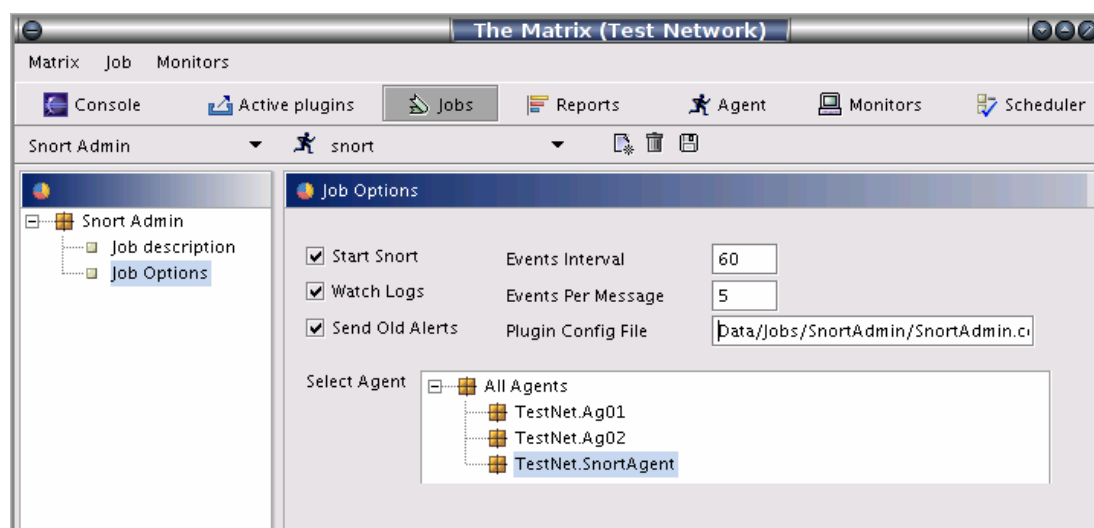 The Matrix (Test Network)
Matrix Job Monitors
Console Active plugins Jobs Reports Agent Monitors Scheduler
Snort Admin snort
Job Options
Snort Admin
Job description
Job Options
Start Snort Events Interval 60
Watch Logs Events Per Message 5
Send Old Alerts Plugin Config File Data/Jobs/SnortAdmin/SnortAdmin.c
Select Agent
All Agents
TestNet.Ag01
TestNet.Ag02
TestNet.SnortAgent